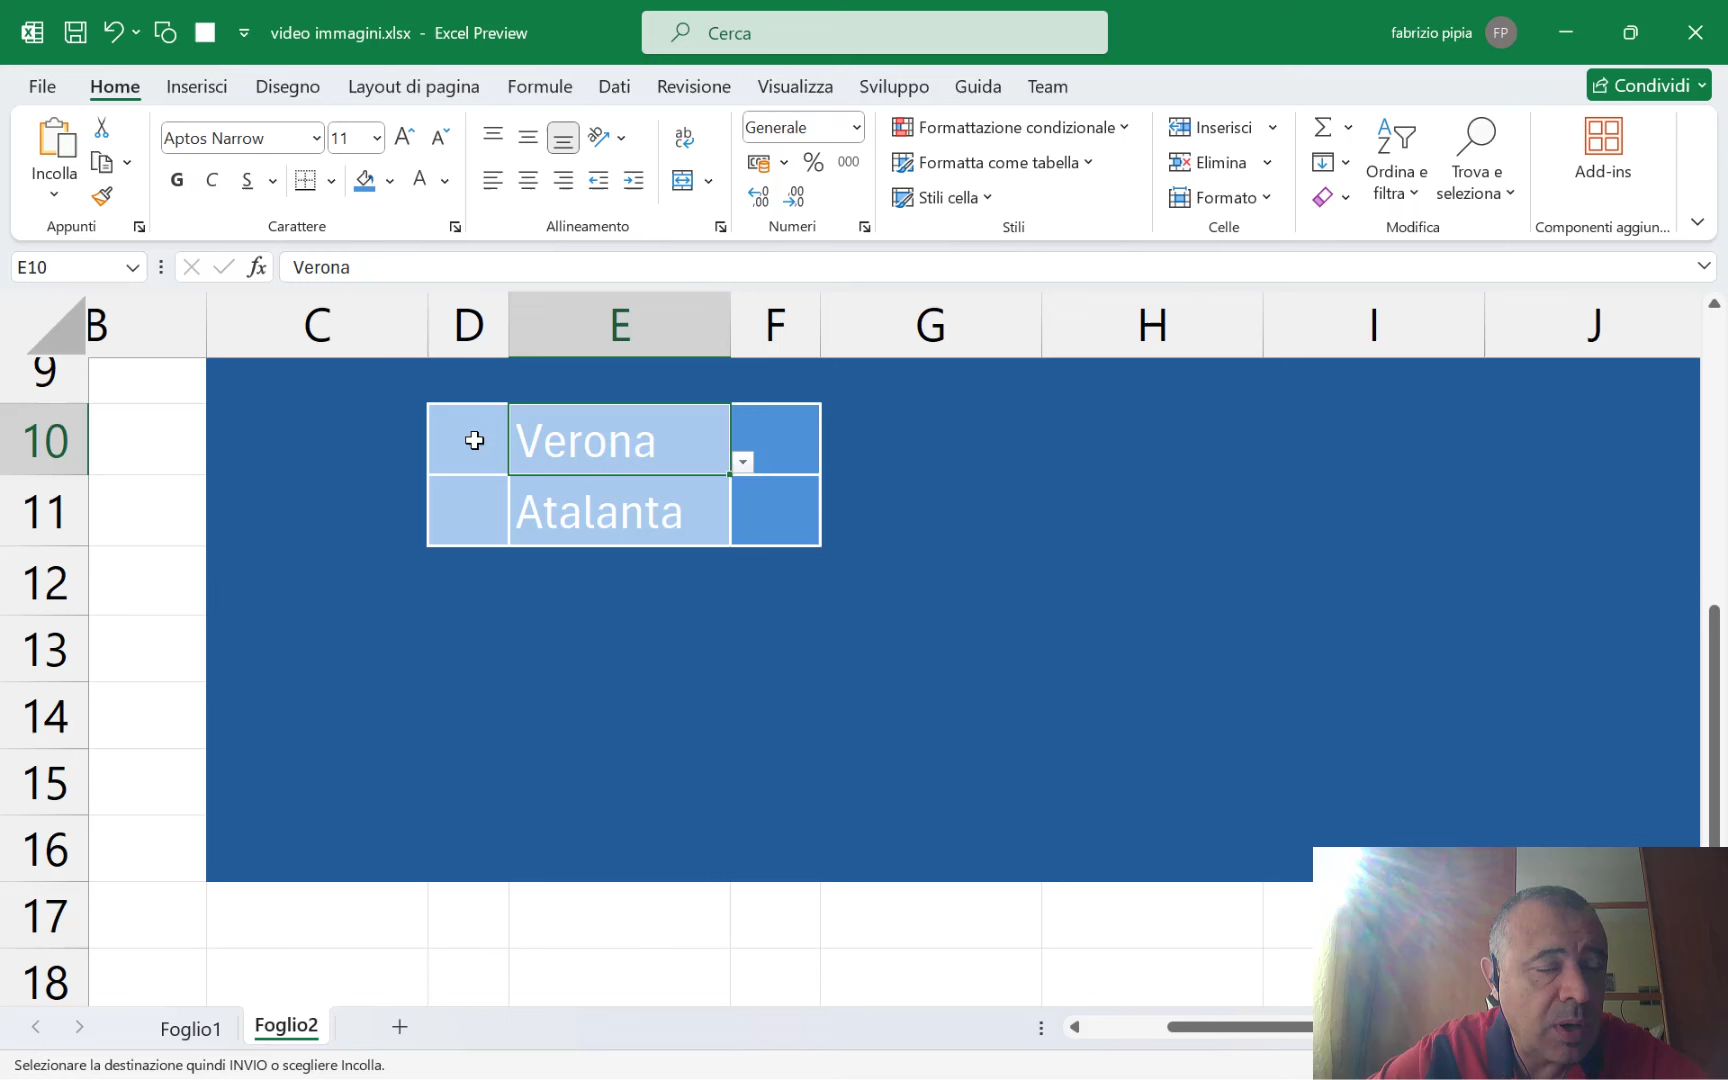 video immagini.xlsx - Excel Preview
Cerca
fabrizio pipia
FP
File Home Inserisci Disegno Layout di pagina Formule Dati Revisione Visualizza Sviluppo Guida Team
Condividi
Incolla
Appunti
Aptos Narrow 11
G C S A
Carattere
ab
Allineamento
Generale
% 000
,00 ,00
Numeri
Formattazione condizionale
Formatta come tabella
Stili cella
Stili
Inserisci
Elimina
Formato
Celle
Ordina e filtra
Trova e seleziona
Modifica
Add-ins
Componenti aggiun...
E10 fx Verona
B C D E F G H I J
9
10 Verona
11 Atalanta
12
13
14
15
16
17
18
Foglio1 Foglio2
Selezionare la destinazione quindi INVIO o scegliere Incolla.